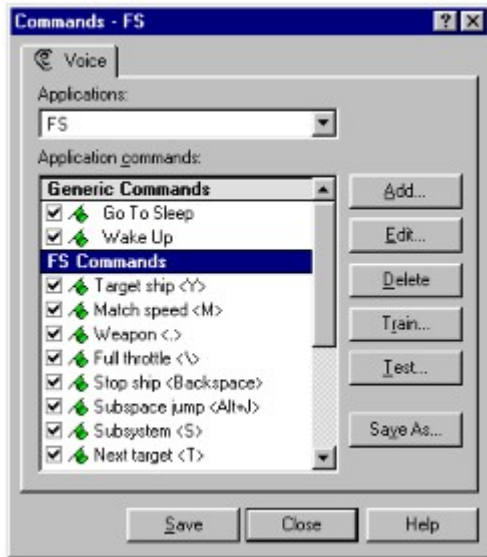 Commands - FS
Voice
Applications:
FS
Application commands:
Generic Commands
Go To Sleep
Wake Up
FS Commands
Target ship <Y>
Match speed <M>
Weapon <.>
Full throttle <\>
Stop ship <Backspace>
Subspace jump <Alt+J>
Subsystem <S>
Next target <T>
Add...
Edit...
Delete
Train...
Test...
Save As...
Save
Close
Help